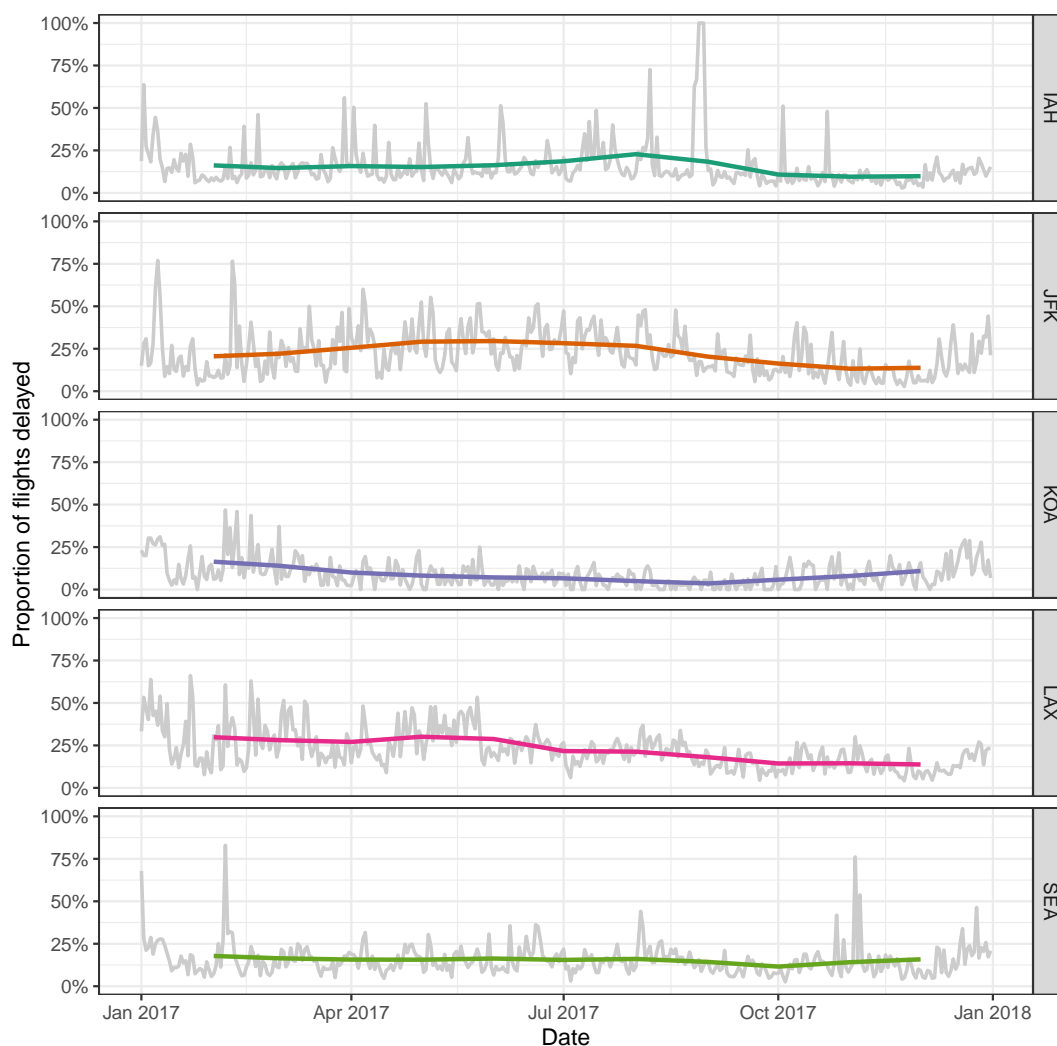 Proportion of flights delayed
100%
75%
50%
25%
0%
IAH
100%
75%
50%
25%
0%
JFK
100%
75%
50%
25%
0%
KOA
100%
75%
50%
25%
0%
LAX
100%
75%
50%
25%
0%
SEA
Jan 2017
Apr 2017
Jul 2017
Oct 2017
Jan 2018
Date